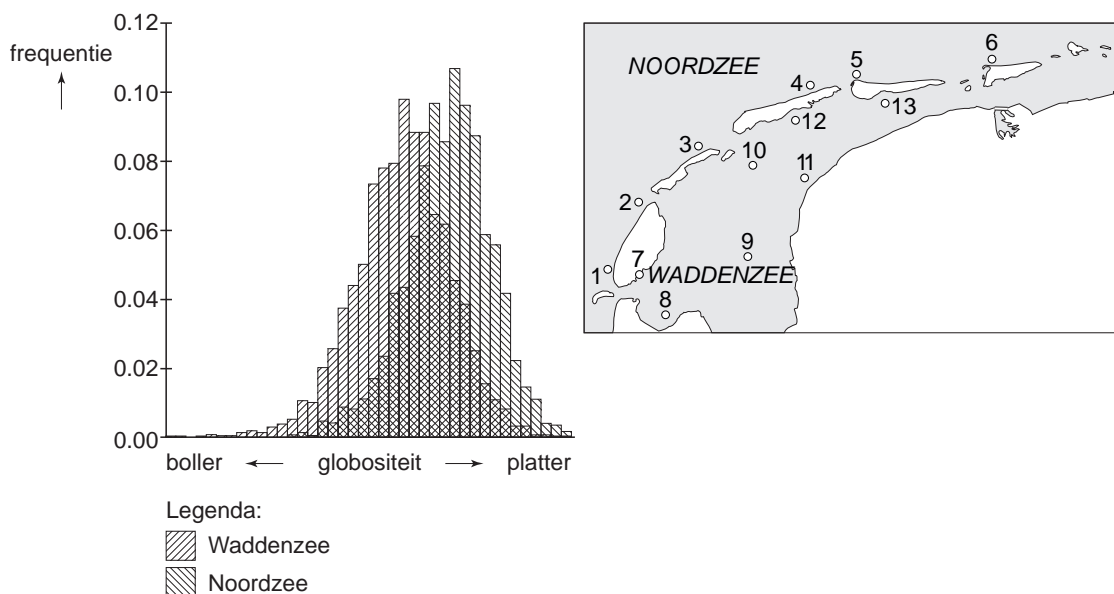 frequentie
0.12
0.10
0.08
0.06
0.04
0.02
0.00
boller ← globositeit → platter
Legenda:
Waddenzee
Noordzee
NOORDZEE
WADDENZEE
1
2
3
4
5
6
7
8
9
10
11
12
13